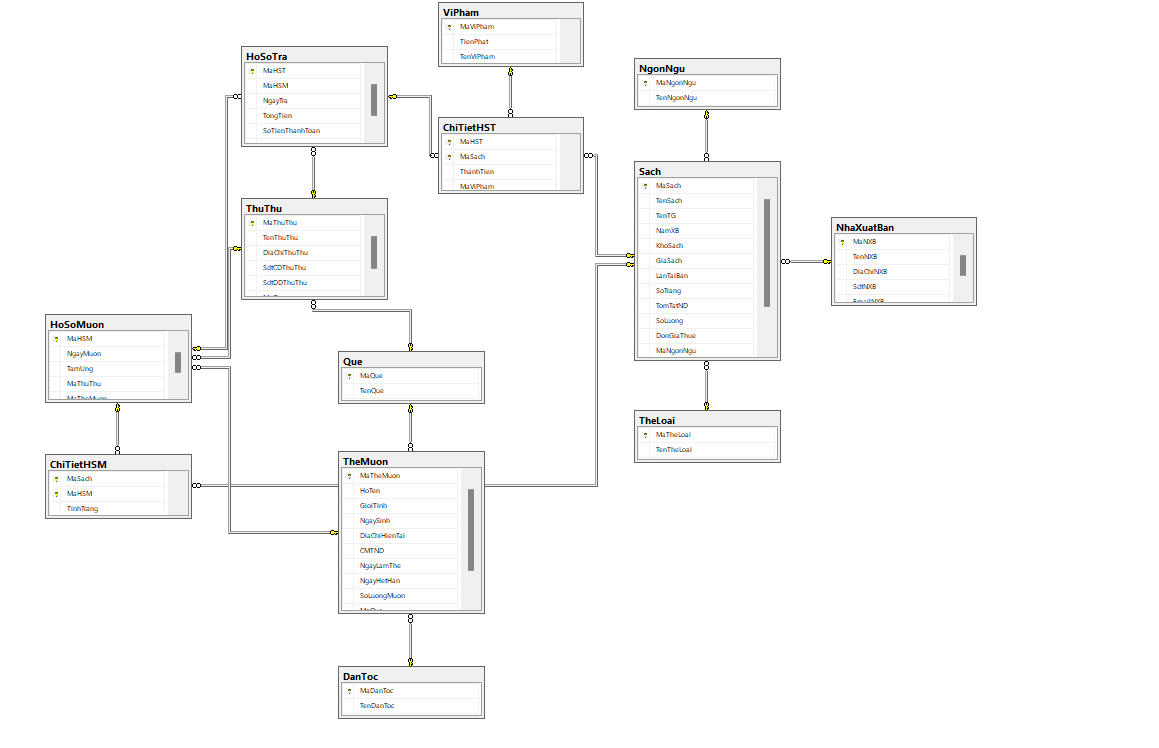 ViPham
MaViPham
TienPhat
TenViPham
HoSoTra
MaHST
MaHSM
NgayTra
TongTien
SoTienThanhToan
NgonNgu
MaNgonNgu
TenNgonNgu
ChiTietHST
MaHST
MaSach
ThanhTien
MaViPham
Sach
MaSach
TenSach
TenTG
NamXB
KhoSach
GiaSach
LanTaiBan
SoTrang
TomTatND
SoLuong
DonGiaThue
MaNgonNgu
ThuThu
MaThuThu
TenThuThu
DiaChiThuThu
SdtCDThuThu
SdtDDThuThu
NhaXuatBan
MaNXB
TenNXB
DiaChiNXB
SdtNXB
EmailNXB
HoSoMuon
MaHSM
NgayMuon
TamUng
MaThuThu
MaTheMuon
Que
MaQue
TenQue
TheLoai
MaTheLoai
TenTheLoai
ChiTietHSM
MaSach
MaHSM
TinhTrang
TheMuon
MaTheMuon
HoTen
GioiTinh
NgaySinh
DiaChiHienTai
CMTND
NgayLamThe
NgayHetHan
SoLuongMuon
MaQue
DanToc
MaDanToc
TenDanToc